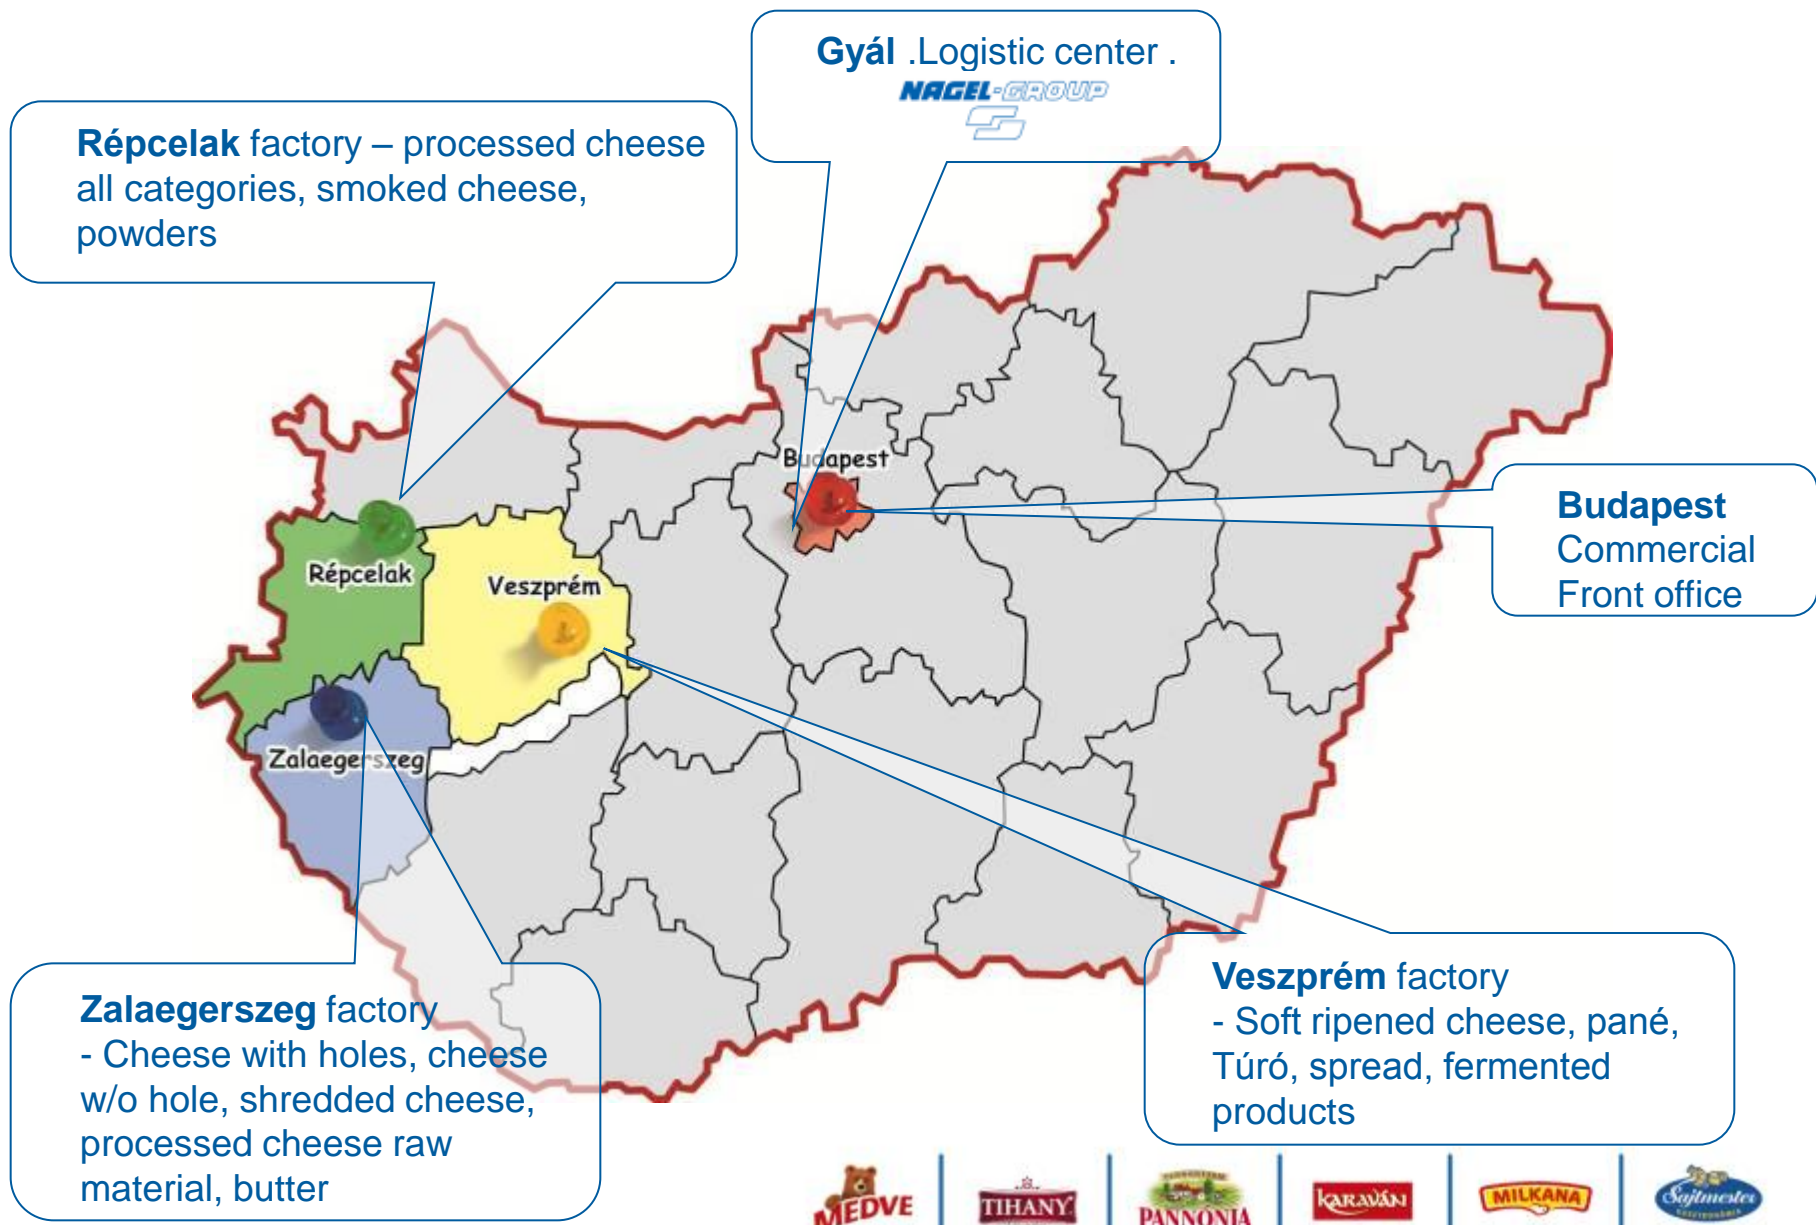 Gyál .Logistic center .
NAGEL-GROUP
Répcelak factory – processed cheese
all categories, smoked cheese,
powders
Budapest
Budapest
Commercial
Front office
Répcelak
Veszprém
Zalaegerszeg
Zalaegerszeg factory
- Cheese with holes, cheese
w/o hole, shredded cheese,
processed cheese raw
material, butter
Veszprém factory
- Soft ripened cheese, pané,
Túró, spread, fermented
products
MEDVE
TIHANY
PANNONIA
KARAVÁN
MILKANA
Sajtmester